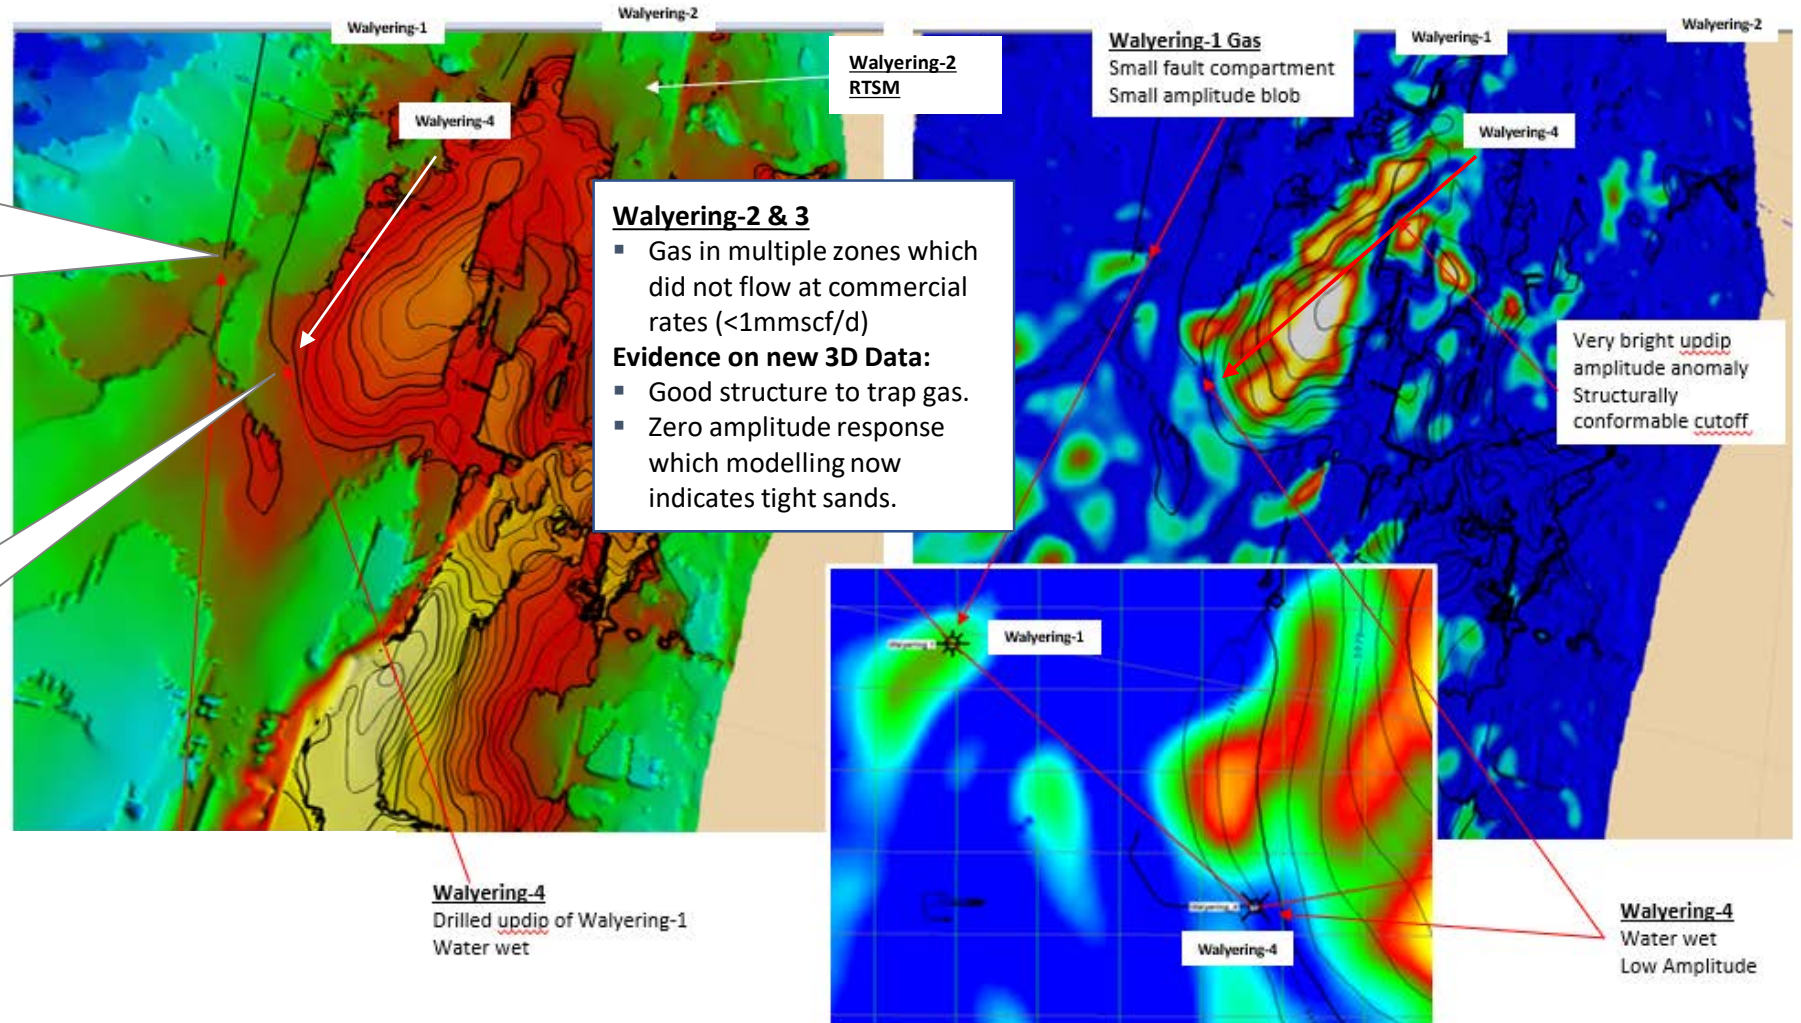 Walyering-1
Walyering-2
Walyering-4
Walyering-2
RTSM
Walyering-1 Gas
Small fault compartment
Small amplitude blob
Walyering-1
Walyering-2
Walyering-4
Walyering-2 & 3
▪ Gas in multiple zones which
did not flow at commercial
rates (<1mmscf/d)
Evidence on new 3D Data:
▪ Good structure to trap gas.
▪ Zero amplitude response
which modelling now
indicates tight sands.
Very bright updip
amplitude anomaly
Structurally
conformable cutoff
Walyering-1
Walyering-4
Walyering-4
Drilled updip of Walyering-1
Water wet
Walyering-4
Water wet
Low Amplitude